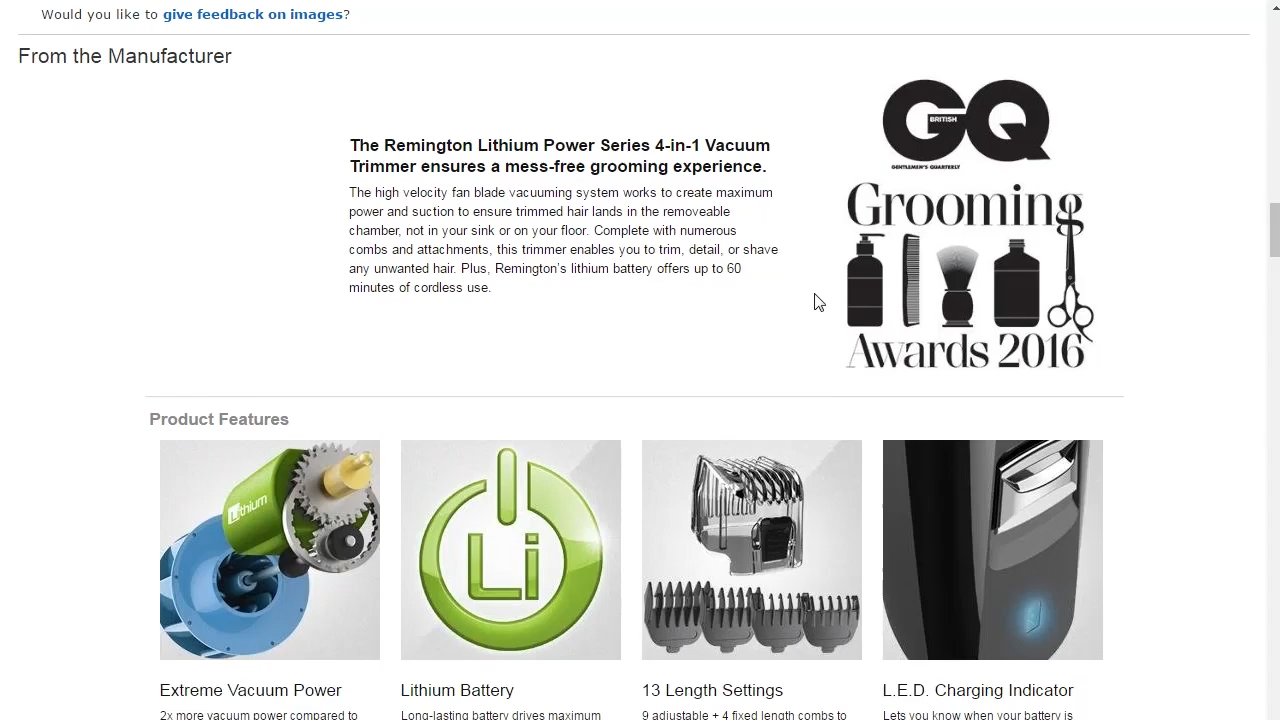 Would you like to give feedback on images?
From the Manufacturer
The Remington Lithium Power Series 4-in-1 Vacuum
Trimmer ensures a mess-free grooming experience.
The high velocity fan blade vacuuming system works to create maximum
power and suction to ensure trimmed hair lands in the removeable
chamber, not in your sink or on your floor. Complete with numerous
combs and attachments, this trimmer enables you to trim, detail, or shave
any unwanted hair. Plus, Remington’s lithium battery offers up to 60
minutes of cordless use.
GQ
BRITISH
GENTLEMEN'S QUARTERLY
Grooming
Awards 2016
Product Features
Lithium
Li
Extreme Vacuum Power
Lithium Battery
13 Length Settings
L.E.D. Charging Indicator
2x more vacuum power compared to
Long-lasting battery drives maximum
9 adjustable + 4 fixed length combs to
Lets you know when your battery is